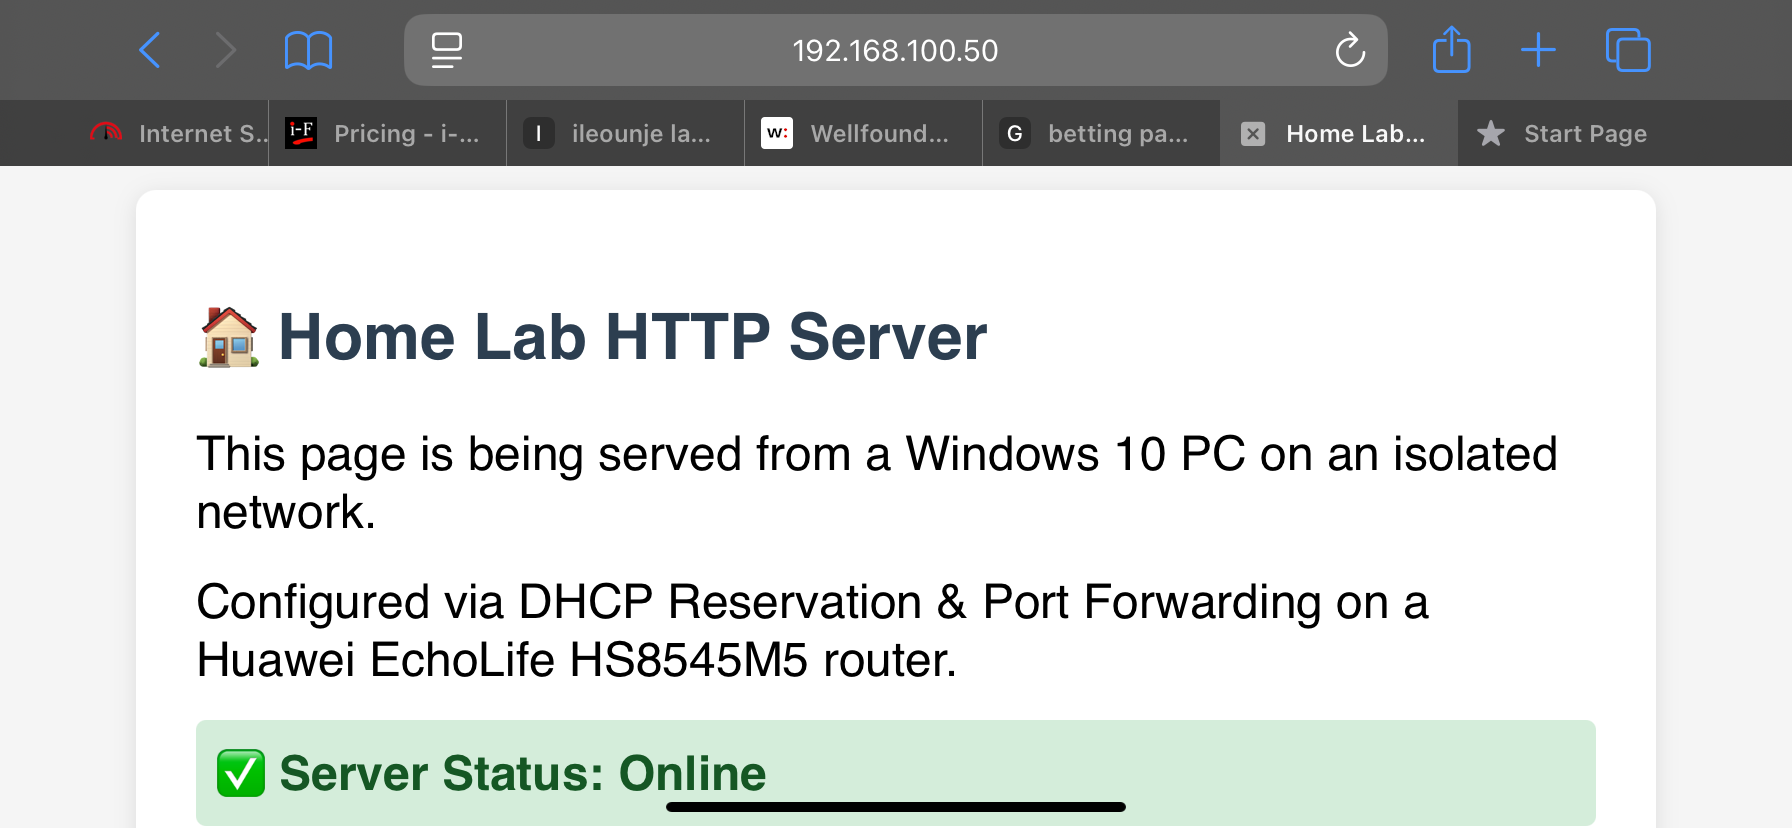 192.168.100.50
Internet S..
i-F Pricing - i-...
I ileounje la...
w: Wellfound...
G betting pa...
Home Lab...
Start Page
🏠 Home Lab HTTP Server
This page is being served from a Windows 10 PC on an isolated
network.
Configured via DHCP Reservation & Port Forwarding on a
Huawei EchoLife HS8545M5 router.
✅ Server Status: Online